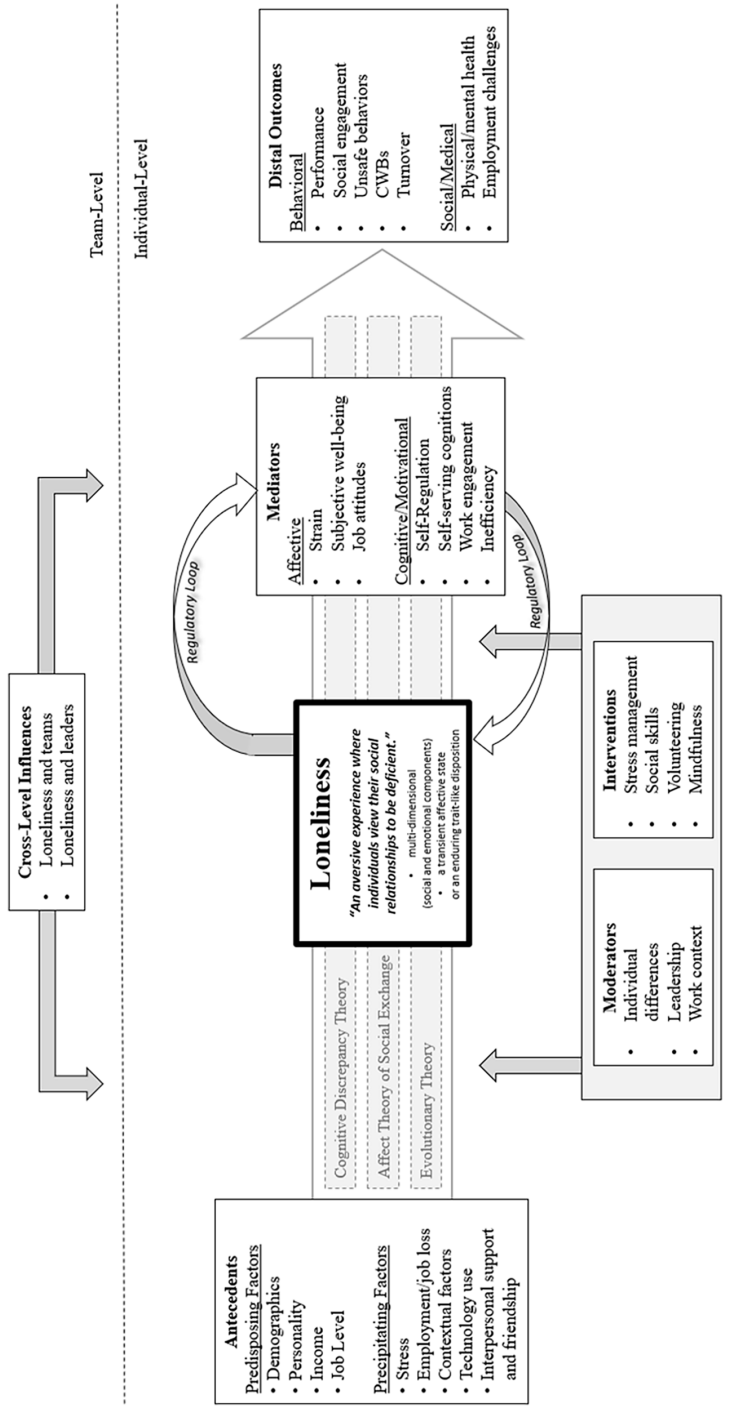 Cross-Level Influences
• Loneliness and teams
• Loneliness and leaders
Team-Level
Individual-Level
Antecedents
Predisposing Factors
• Demographics
• Personality
• Income
• Job Level
Precipitating Factors
• Stress
• Employment/job loss
• Contextual factors
• Technology use
• Interpersonal support
and friendship
Cognitive Discrepancy Theory
Affect Theory of Social Exchange
Evolutionary Theory
Loneliness
"An aversive experience where
individuals view their social
relationships to be deficient."
• multi-dimensional
(social and emotional components)
• a transient affective state
or an enduring trait-like disposition
Regulatory Loop
Mediators
Affective
• Strain
• Subjective well-being
• Job attitudes
Cognitive/Motivational
• Self-Regulation
• Self-serving cognitions
• Work engagement
• Inefficiency
Regulatory Loop
Distal Outcomes
Behavioral
• Performance
• Social engagement
• Unsafe behaviors
• CWBs
• Turnover
Social/Medical
• Physical/mental health
• Employment challenges
Moderators
• Individual
differences
• Leadership
• Work context
Interventions
• Stress management
• Social skills
• Volunteering
• Mindfulness